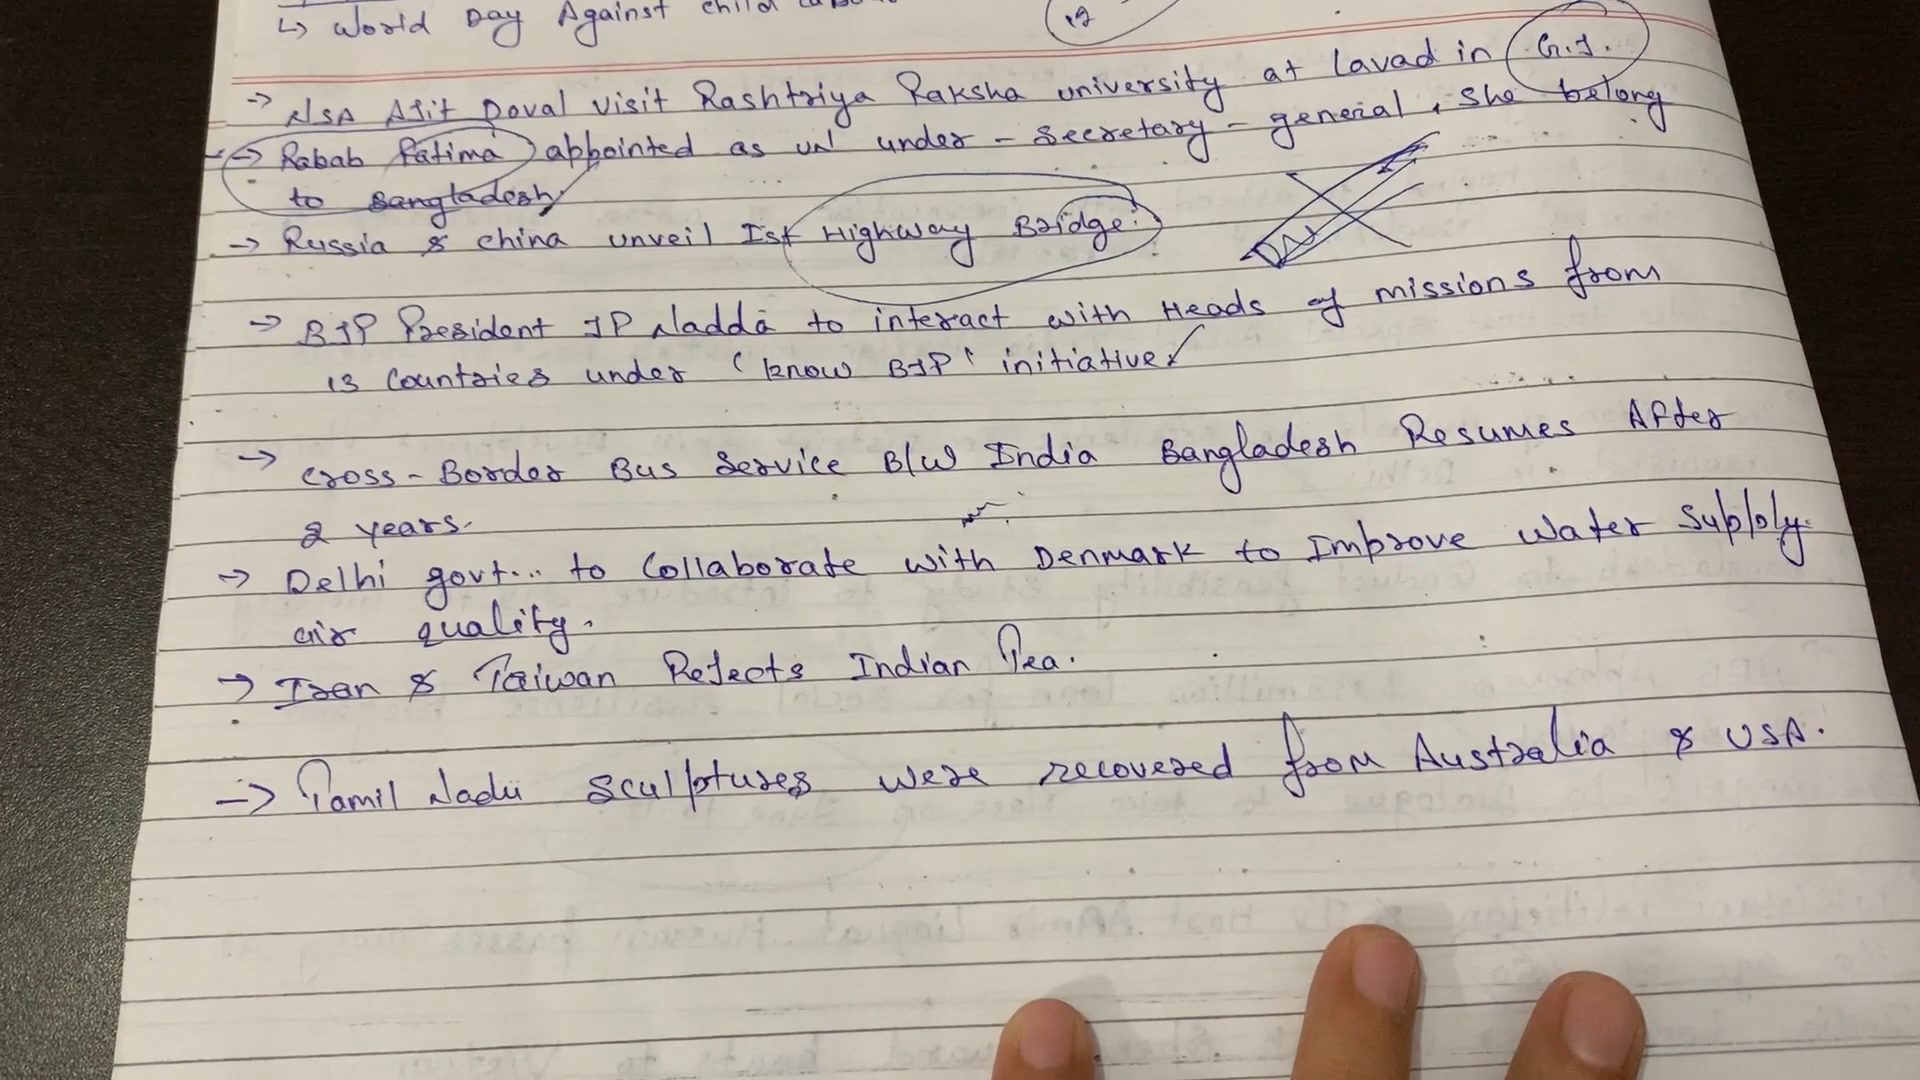 ↳ World Day Against child
12
→ NSA Ajit Doval visit Rashtriya Raksha university at Lavad in G.J.
→ Rabab Fatima appointed as UN under - secretary - general, She belong
to Bangladesh
→ Russia & china unveil Ist Highway Bridge.
→ BJP President JP Nadda to interact with Heads of missions from
13 Countries under 'know BJP' initiative.
→ Cross - Border Bus Service B/W India Bangladesh Resumes After
2 years.
→ Delhi govt... to Collaborate with Denmark to Improve Water Supply.
air quality.
→ Iran & Taiwan Rejects Indian Tea.
→ Tamil Nadu sculptures were recovered from Australia & USA.